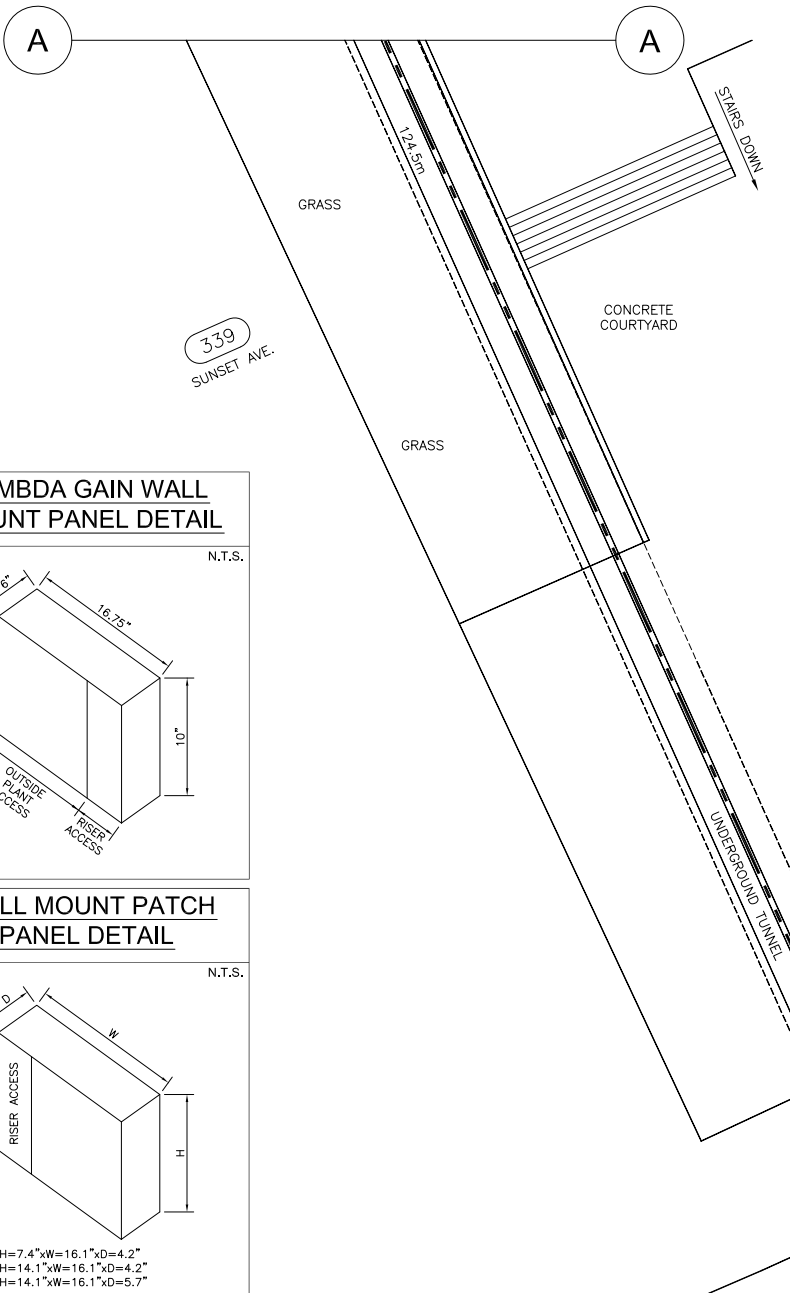 A
A
STAIRS DOWN
124.5m
GRASS
CONCRETE
COURTYARD
339
SUNSET AVE.
GRASS
MBDA GAIN WALL
UNT PANEL DETAIL
N.T.S.
6"
16.75"
10"
OUTSIDE
PLANT
CCESS
RISER
ACCESS
UNDERGROUND TUNNEL
LL MOUNT PATCH
PANEL DETAIL
N.T.S.
D
W
RISER ACCESS
H
H=7.4"xW=16.1"xD=4.2"
H=14.1"xW=16.1"xD=4.2"
H=14.1"xW=16.1"xD=5.7"